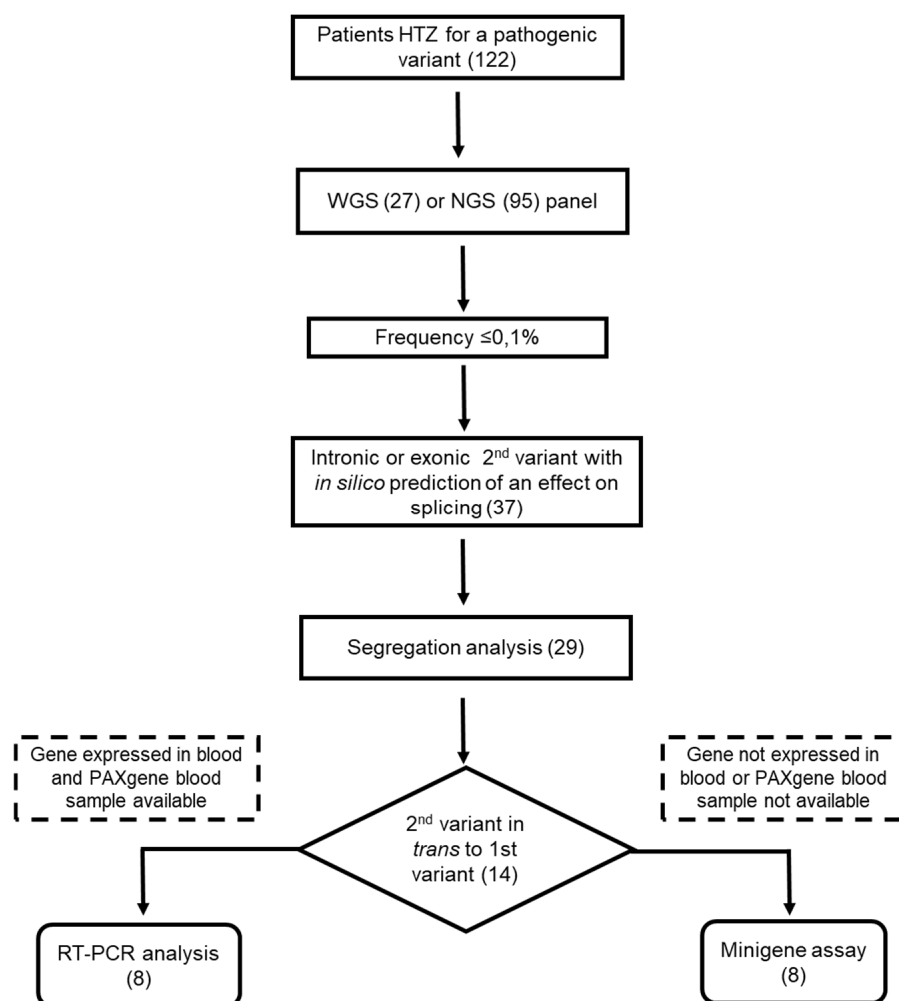 Patients HTZ for a pathogenic
variant (122)
WGS (27) or NGS (95) panel
Frequency ≤0,1%
Intronic or exonic 2nd variant with
in silico prediction of an effect on
splicing (37)
Segregation analysis (29)
Gene expressed in blood
and PAXgene blood
sample available
Gene not expressed in
blood or PAXgene blood
sample not available
2nd variant in
trans to 1st
variant (14)
RT-PCR analysis
(8)
Minigene assay
(8)